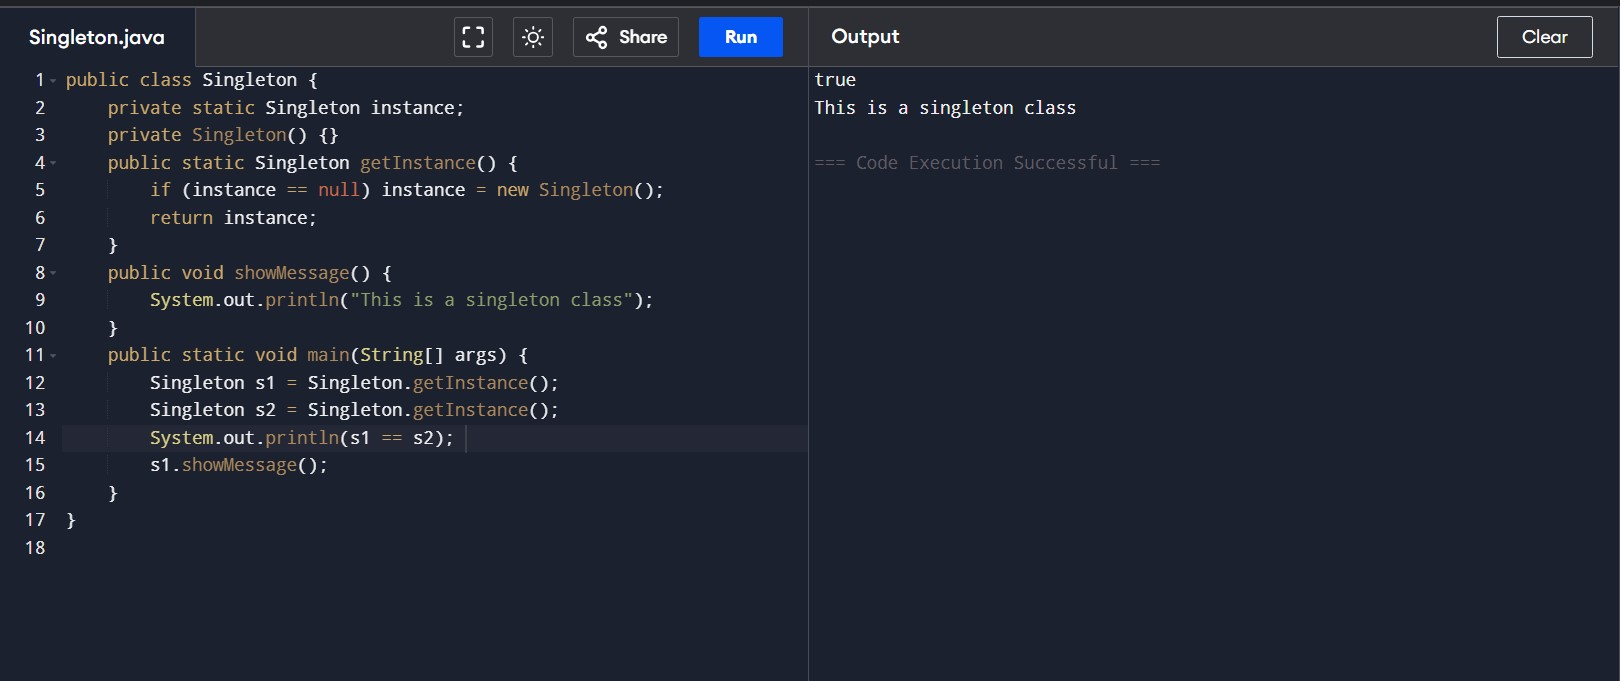 Singleton.java
Share
Run
Output
Clear
1 public class Singleton {
2     private static Singleton instance;
3     private Singleton() {}
4     public static Singleton getInstance() {
5         if (instance == null) instance = new Singleton();
6         return instance;
7     }
8     public void showMessage() {
9         System.out.println("This is a singleton class");
10     }
11     public static void main(String[] args) {
12         Singleton s1 = Singleton.getInstance();
13         Singleton s2 = Singleton.getInstance();
14         System.out.println(s1 == s2);
15         s1.showMessage();
16     }
17 }
18
true
This is a singleton class
=== Code Execution Successful ===